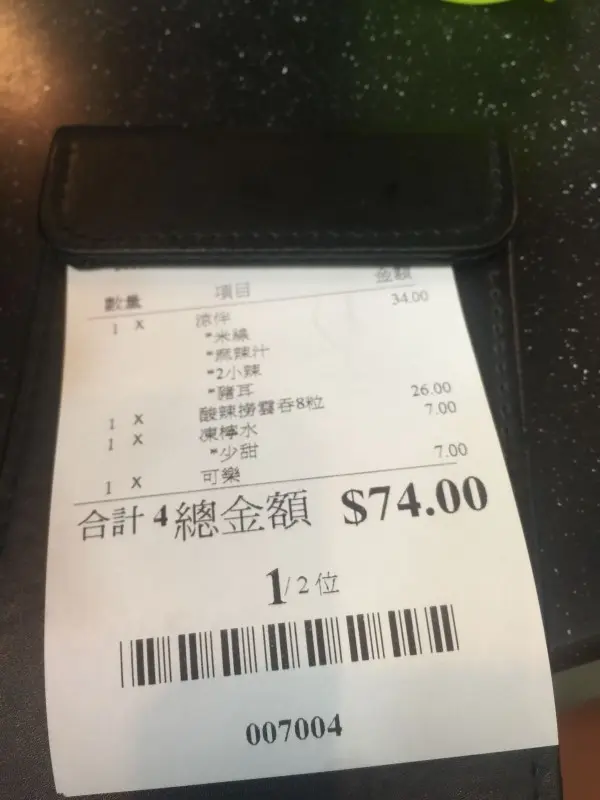 數量 項目 金額
1 X 涼伴 34.00
*米線
*麻辣汁
*2小辣
*豬耳
1 X 酸辣撈雲吞8粒 26.00
1 X 凍檸水 7.00
*少甜
1 X 可樂 7.00
合計 4 總金額 $74.00
1/2 位
007004